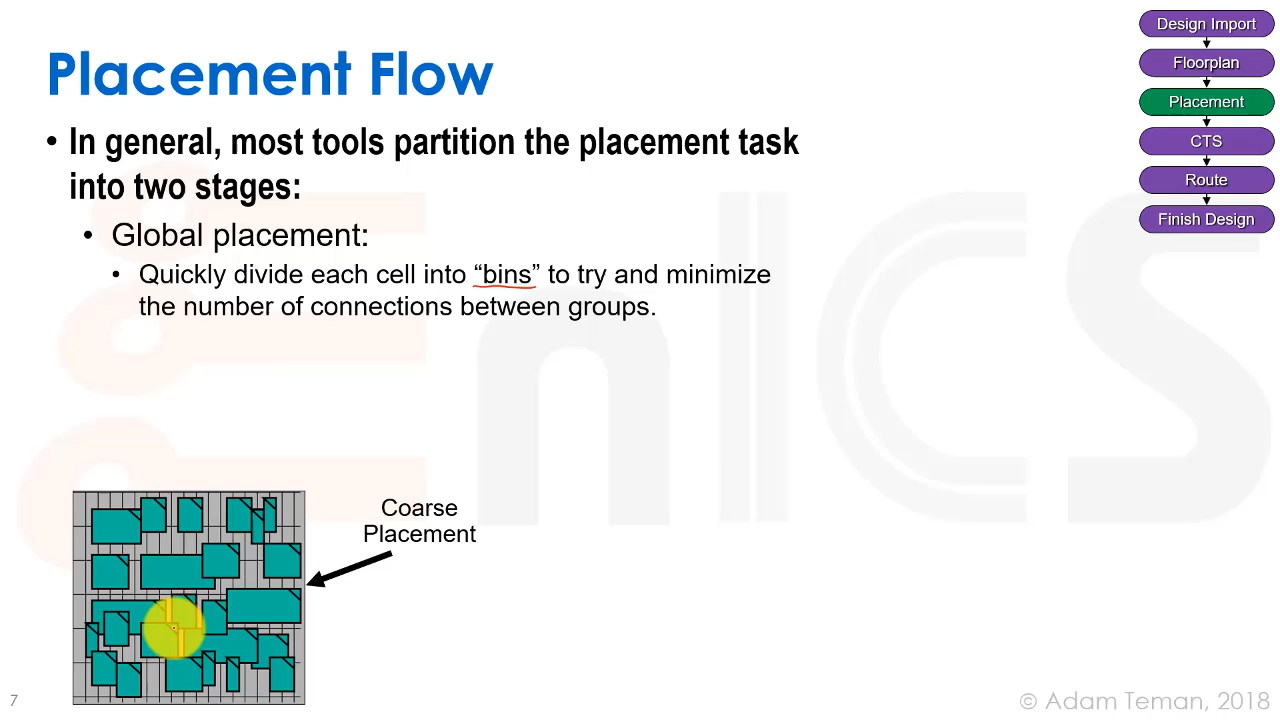 Placement Flow
• In general, most tools partition the placement task
into two stages:
• Global placement:
• Quickly divide each cell into “bins” to try and minimize
the number of connections between groups.
Coarse
Placement
Design Import
Floorplan
Placement
CTS
Route
Finish Design
EnICS
7
© Adam Teman, 2018